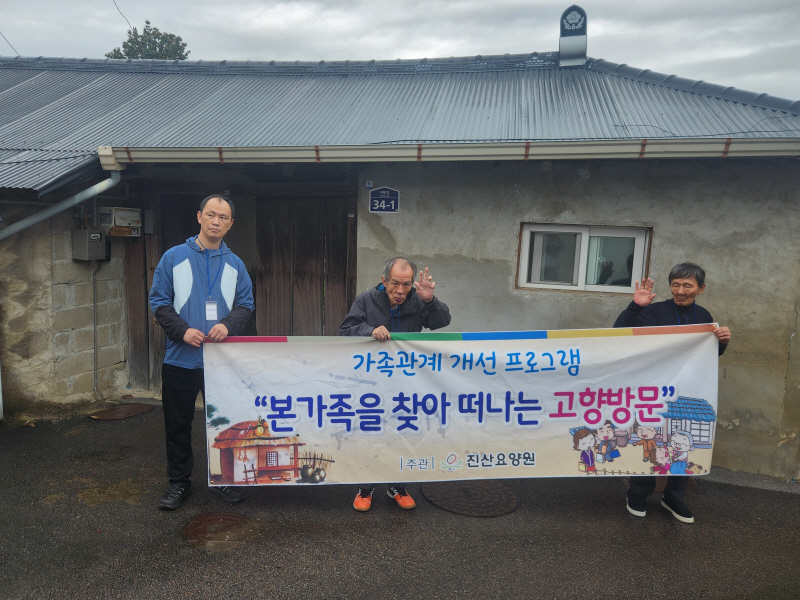 34-1
가족관계 개선 프로그램
“본가족을 찾아 떠나는 고향방문”
|주관| 진산요양원